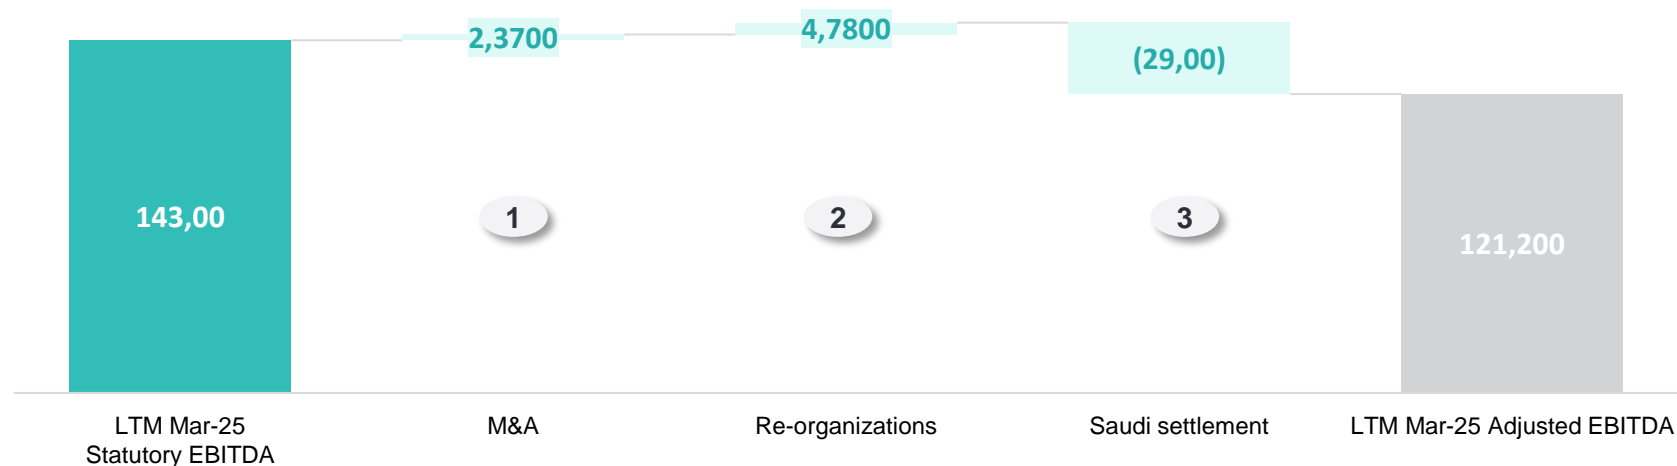 2,3700
4,7800
(29,00)
143,00
1
2
3
121,200
LTM Mar-25
Statutory EBITDA
M&A
Re-organizations
Saudi settlement
LTM Mar-25 Adjusted EBITDA